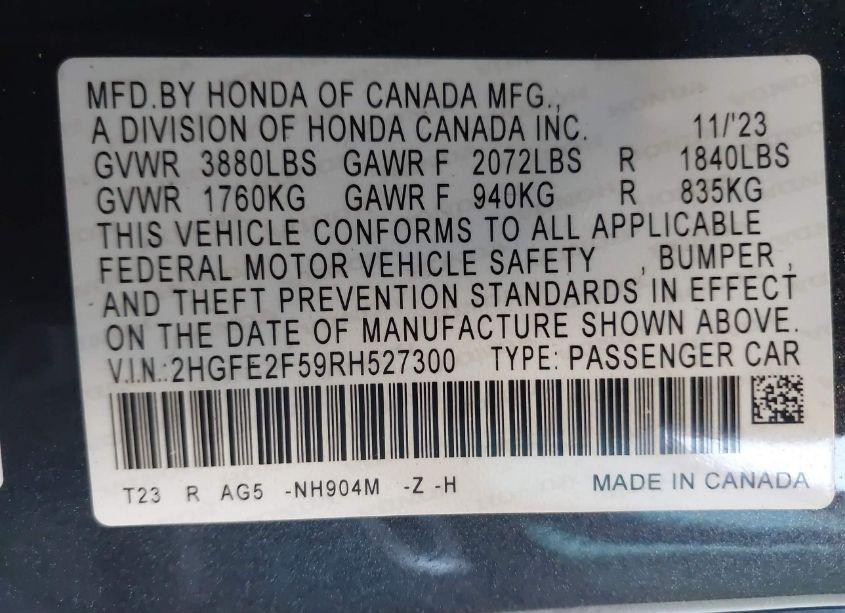 MFD.BY HONDA OF CANADA MFG.,
A DIVISION OF HONDA CANADA INC. 11/'23
GVWR 3880LBS GAWR F 2072LBS R 1840LBS
GVWR 1760KG GAWR F 940KG R 835KG
THIS VEHICLE CONFORMS TO ALL APPLICABLE
FEDERAL MOTOR VEHICLE SAFETY , BUMPER ,
AND THEFT PREVENTION STANDARDS IN EFFECT
ON THE DATE OF MANUFACTURE SHOWN ABOVE.
V.I.N.:2HGFE2F59RH527300 TYPE: PASSENGER CAR
T23 R AG5 -NH904M -Z -H MADE IN CANADA